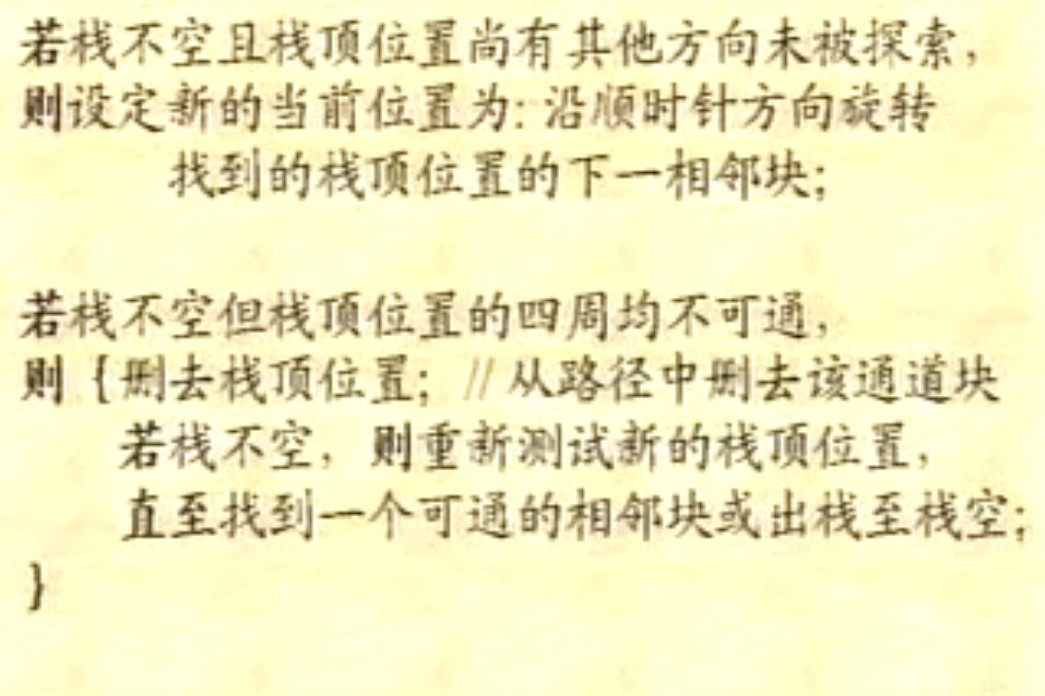 若栈不空且栈顶位置尚有其他方向未被探索，
则设定新的当前位置为: 沿顺时针方向旋转
找到的栈顶位置的下一相邻块;
若栈不空但栈顶位置的四周均不可通，
则｛删去栈顶位置; // 从路径中删去该通道块
若栈不空，则重新测试新的栈顶位置，
直至找到一个可通的相邻块或出栈至栈空;
｝